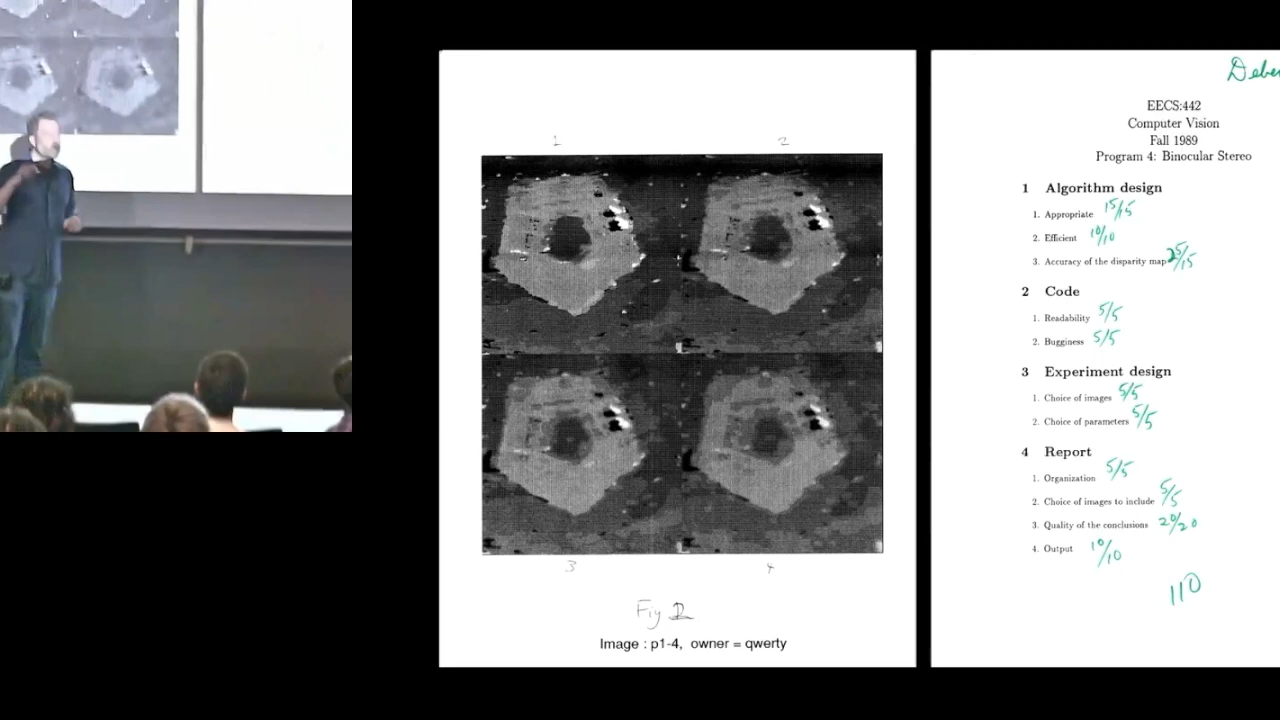 1 2
3 4
Image : p1-4, owner = qwerty
EECS:442
Computer Vision
Fall 1989
Program 4: Binocular Stereo
1 Algorithm design
1. Appropriate 15/15
2. Efficient 10/10
3. Accuracy of the disparity map 25/15
2 Code
1. Readability 5/5
2. Bugginess 5/5
3 Experiment design
1. Choice of images 5/5
2. Choice of parameters 5/5
4 Report
1. Organization 5/5
2. Choice of images to include 5/5
3. Quality of the conclusions 20/20
4. Output 10/10
110